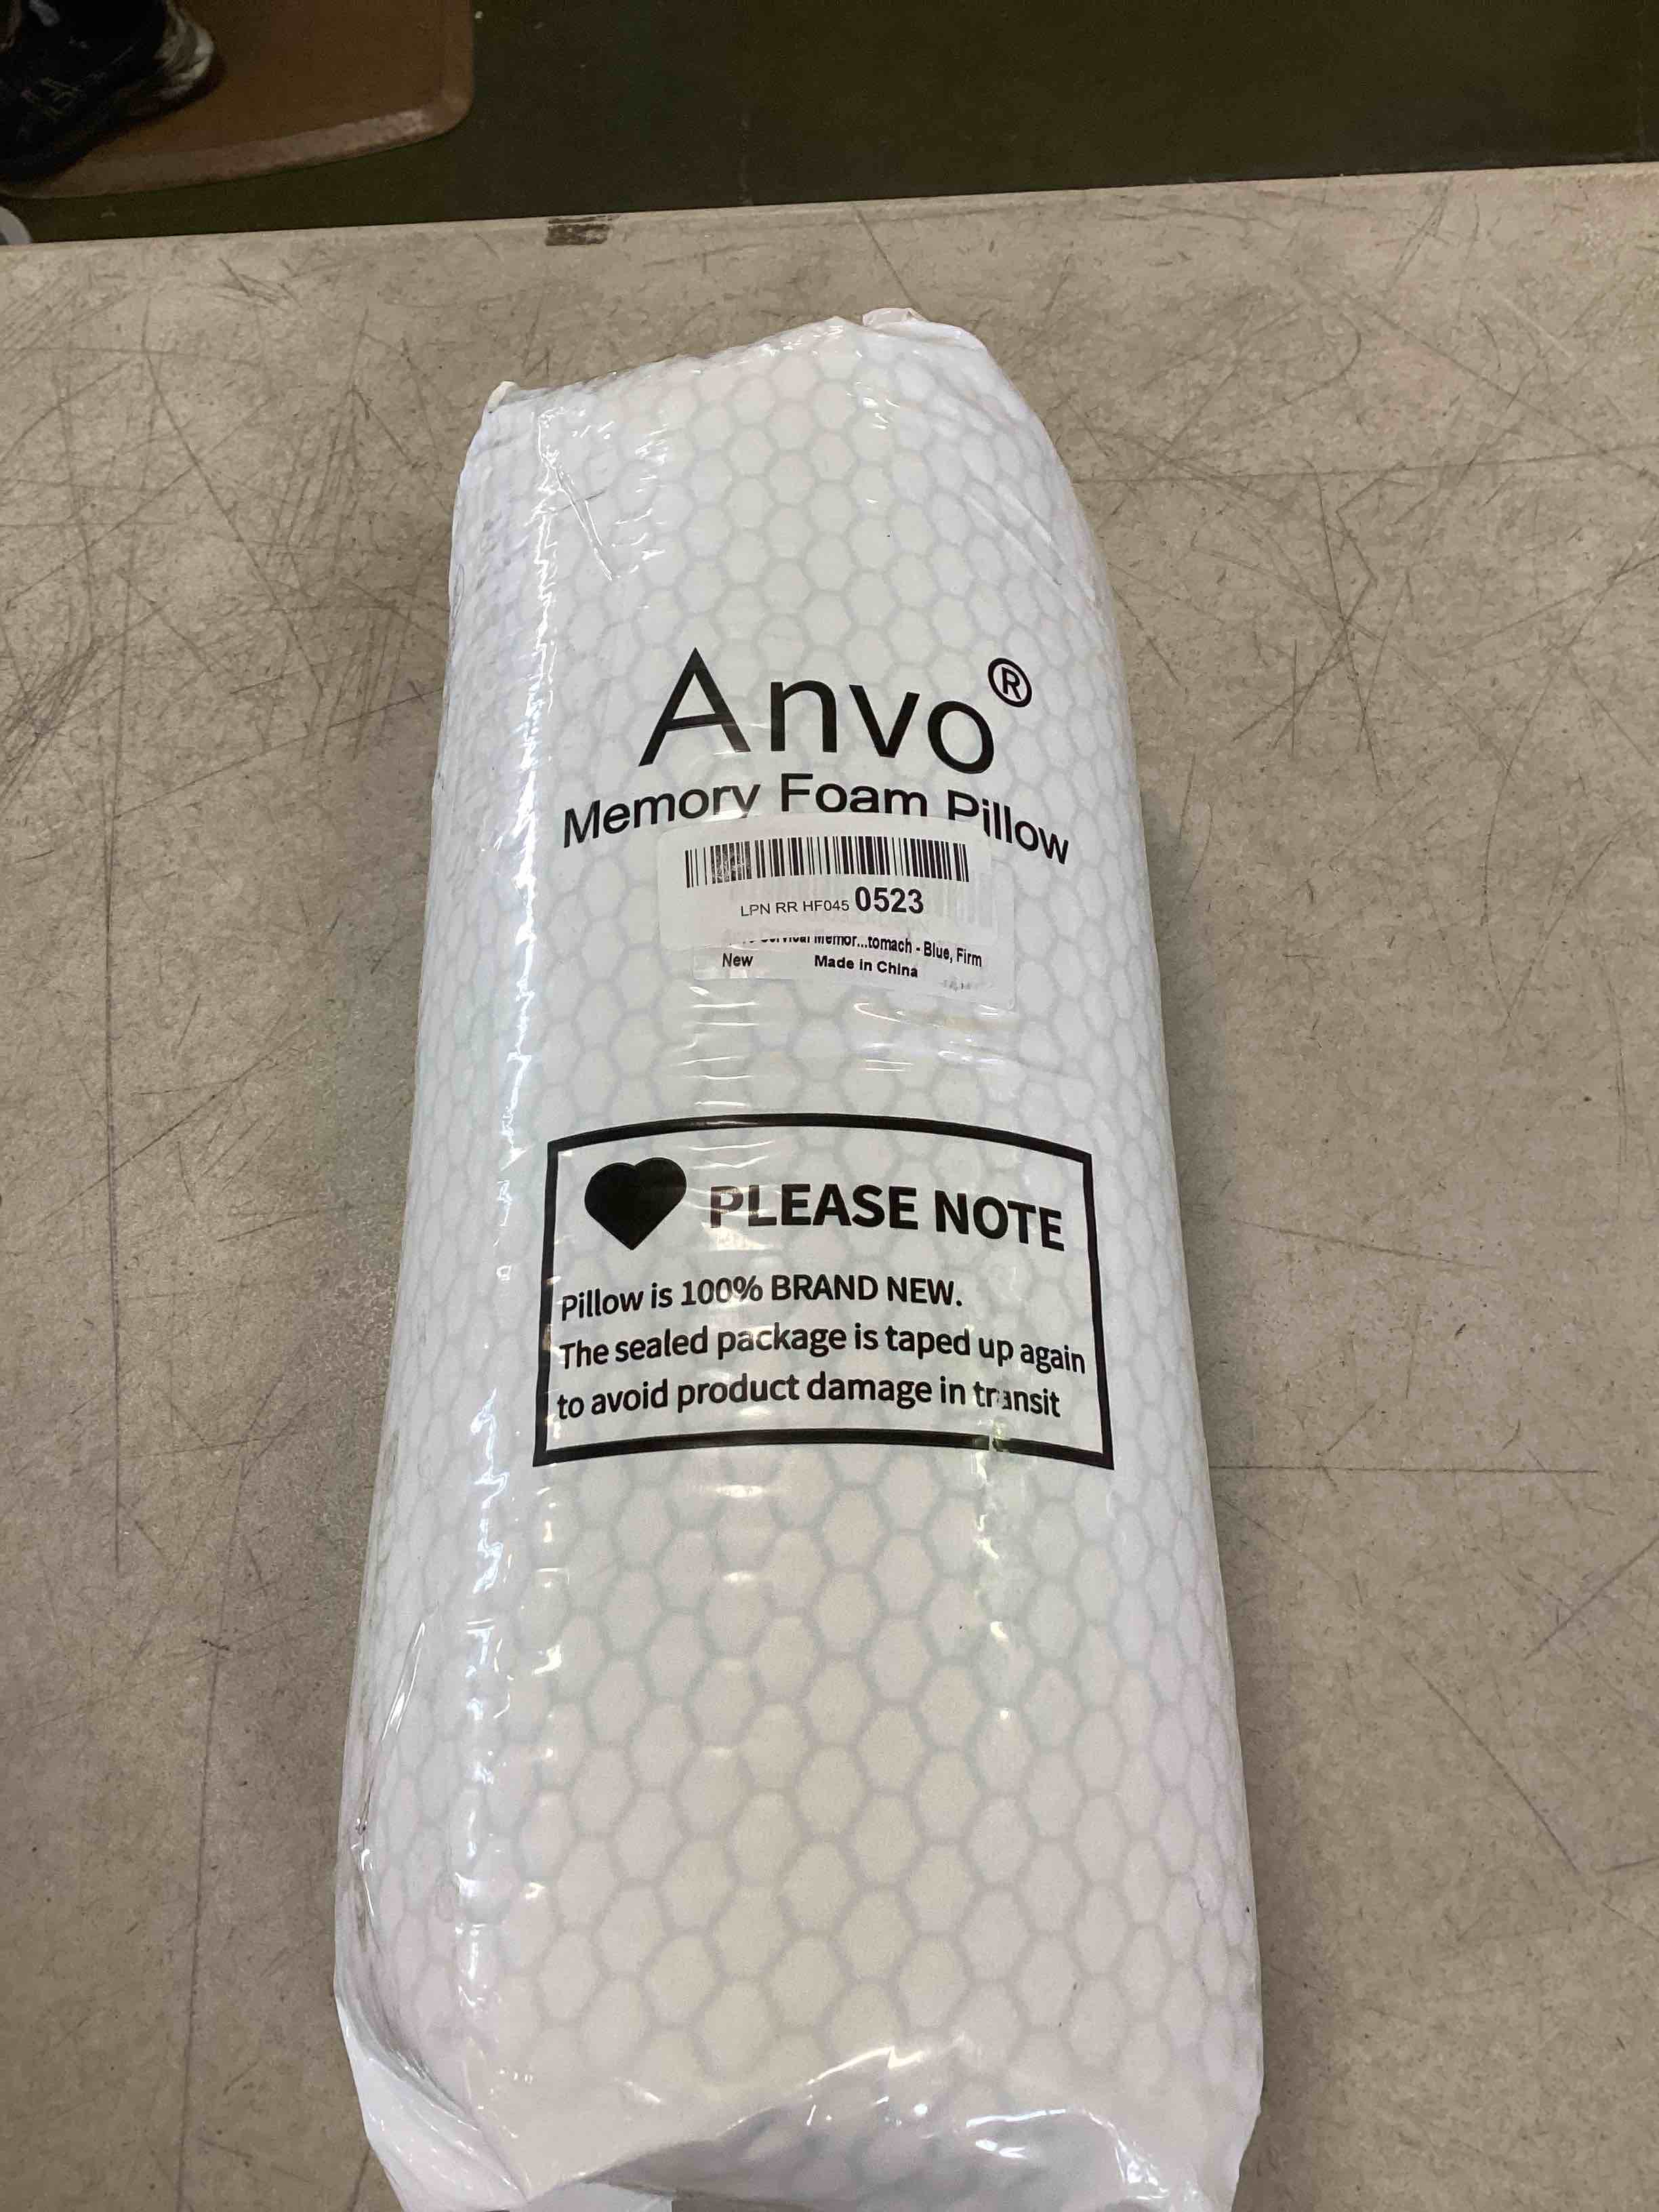 Anvo®
Memory Foam Pillow
LPN RR HF045 0523
Cervical Memor...tomach - Blue, Firm
New Made in China
PLEASE NOTE
Pillow is 100% BRAND NEW.
The sealed package is taped up again
to avoid product damage in transit